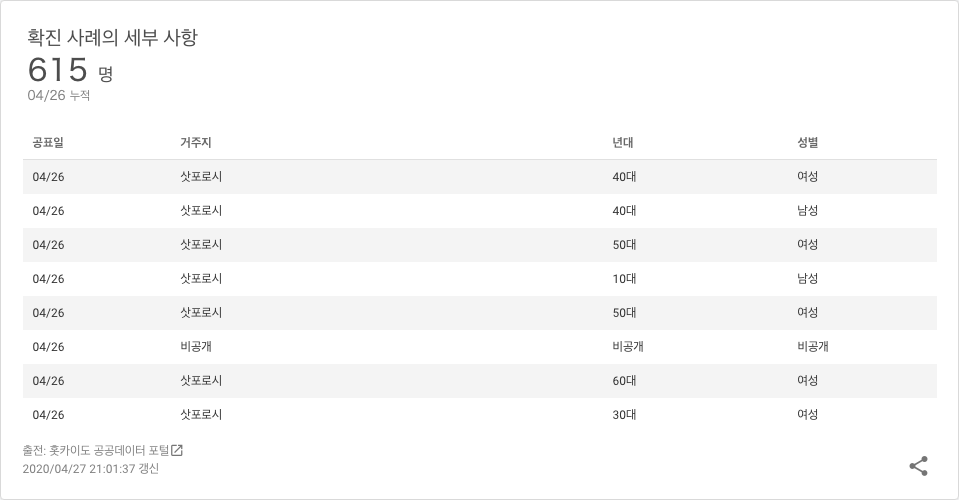 확진 사례의 세부 사항
615 명
04/26 누적
공표일 거주지 년대 성별
04/26 삿포로시 40대 여성
04/26 삿포로시 40대 남성
04/26 삿포로시 50대 여성
04/26 삿포로시 10대 남성
04/26 삿포로시 50대 여성
04/26 비공개 비공개 비공개
04/26 삿포로시 60대 여성
04/26 삿포로시 30대 여성
출전: 홋카이도 공공데이터 포털
2020/04/27 21:01:37 갱신